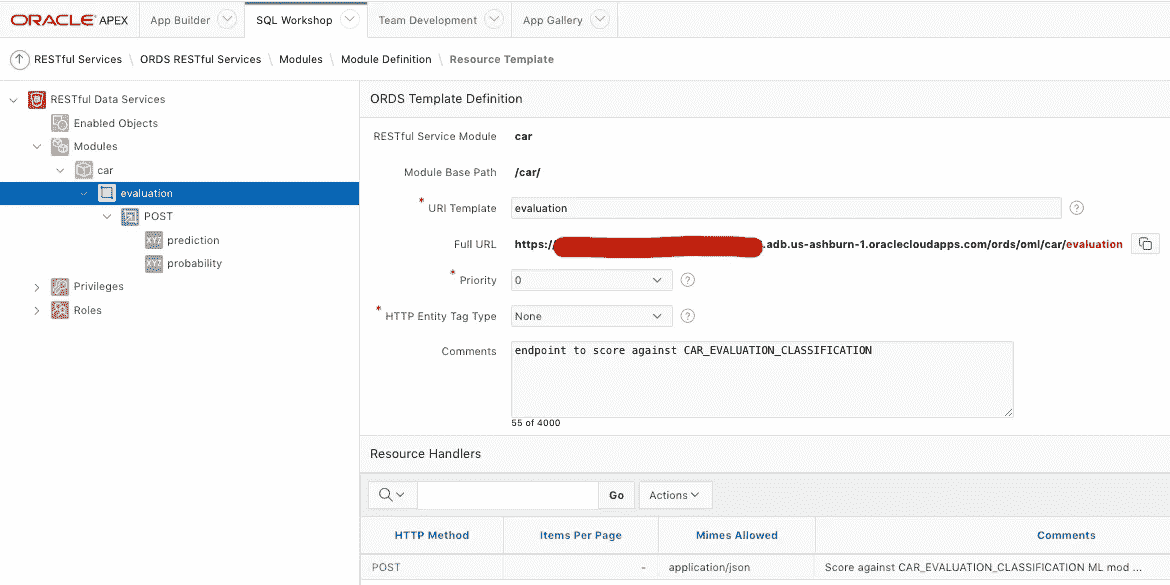 ORACLE APEX App Builder SQL Workshop Team Development App Gallery
RESTful Services \ ORDS RESTful Services \ Modules \ Module Definition \ Resource Template
RESTful Data Services
Enabled Objects
Modules
car
evaluation
POST
XYZ prediction
XYZ probability
Privileges
Roles
ORDS Template Definition
RESTful Service Module car
Module Base Path /car/
* URI Template evaluation ?
Full URL https:/ .adb.us-ashburn-1.oraclecloudapps.com/ords/oml/car/evaluation
* Priority 0 ?
* HTTP Entity Tag Type None ?
Comments endpoint to score against CAR_EVALUATION_CLASSIFICATION
55 of 4000
Resource Handlers
Go Actions
HTTP Method Items Per Page Mimes Allowed Comments
POST - application/json Score against CAR_EVALUATION_CLASSIFICATION ML mod ...